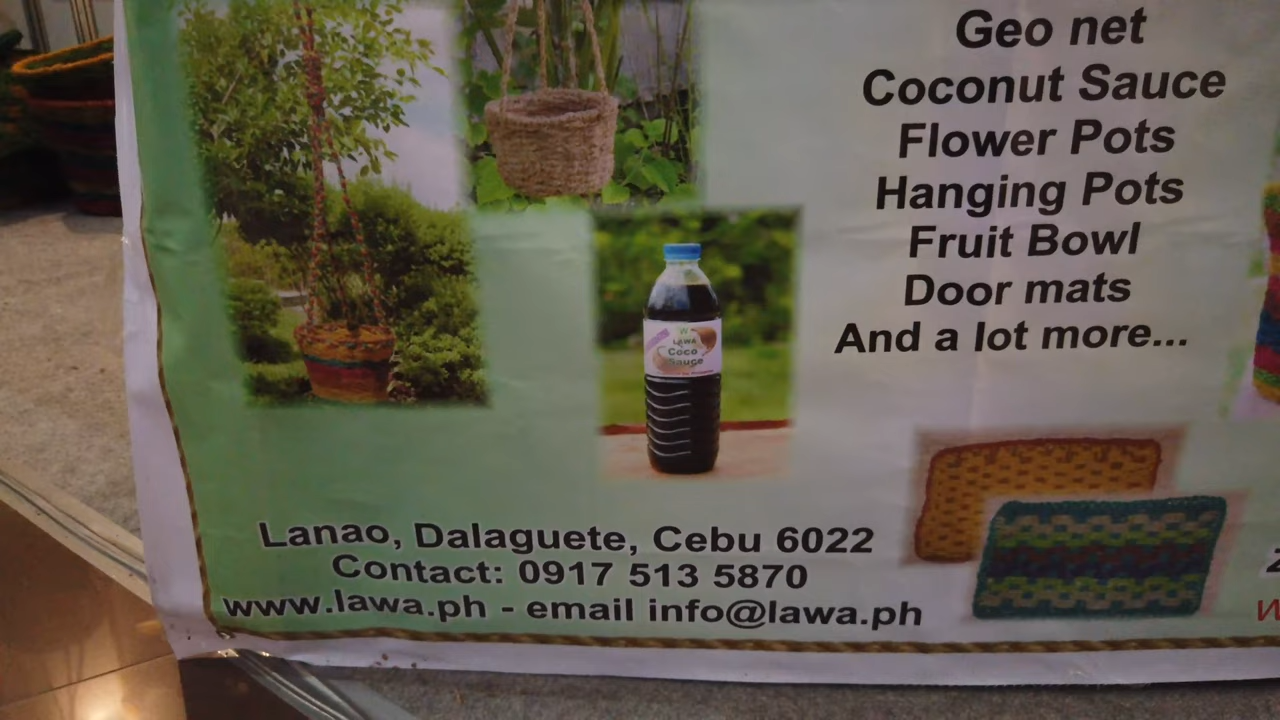 Geo net
Coconut Sauce
Flower Pots
Hanging Pots
Fruit Bowl
Door mats
And a lot more...
LAWA
Coco
Sauce
Lanao, Dalaguete, Cebu 6022
Contact: 0917 513 5870
www.lawa.ph - email info@lawa.ph